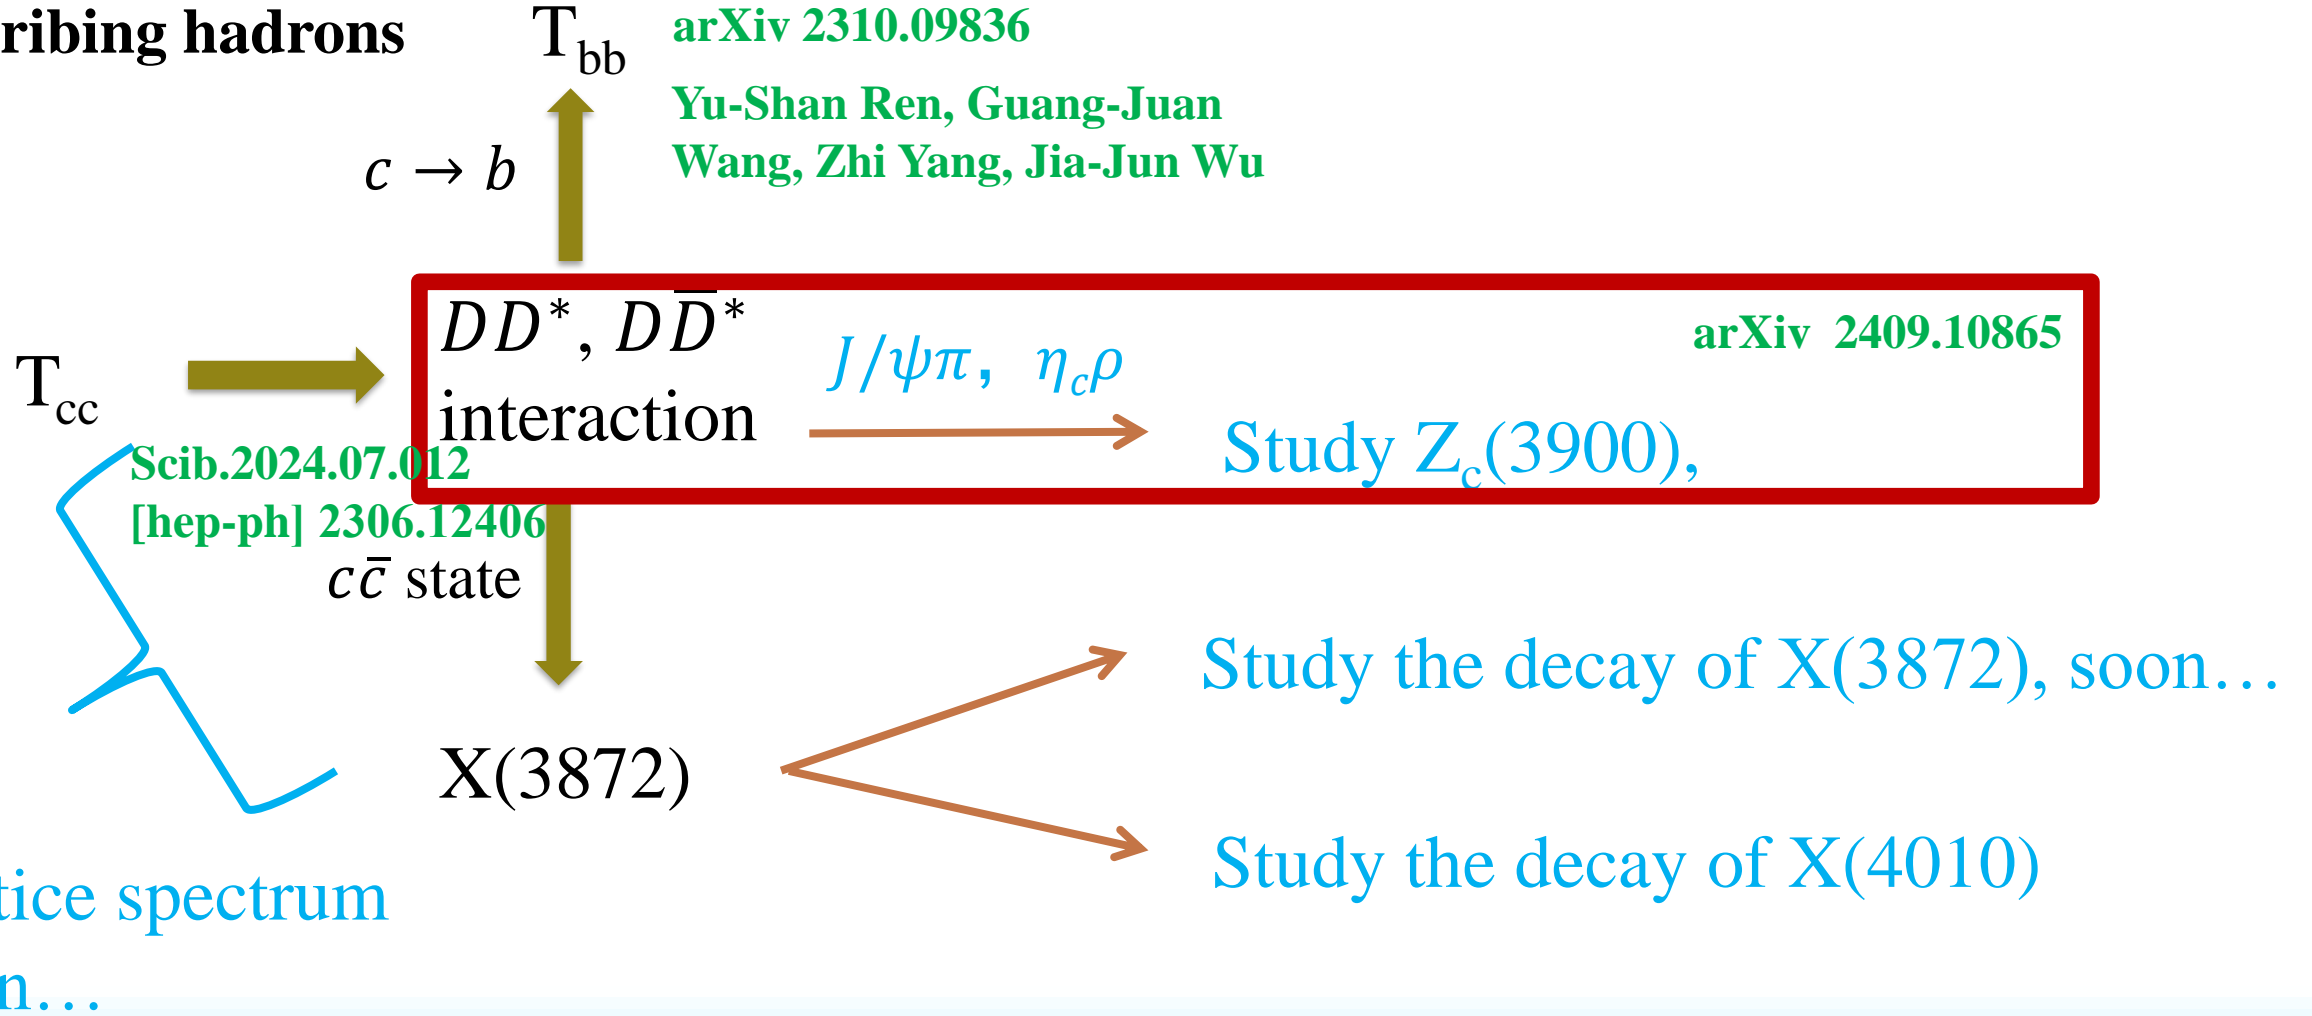 ribing hadrons
T_bb
arXiv 2310.09836
Yu-Shan Ren, Guang-Juan
Wang, Zhi Yang, Jia-Jun Wu
c → b
DD*, DD̄*
interaction
J/ψπ, η_cρ
arXiv 2409.10865
Study Z_c(3900),
T_cc
Scib.2024.07.012
[hep-ph] 2306.12406
cc̄ state
X(3872)
Study the decay of X(3872), soon…
Study the decay of X(4010)
tice spectrum
n…